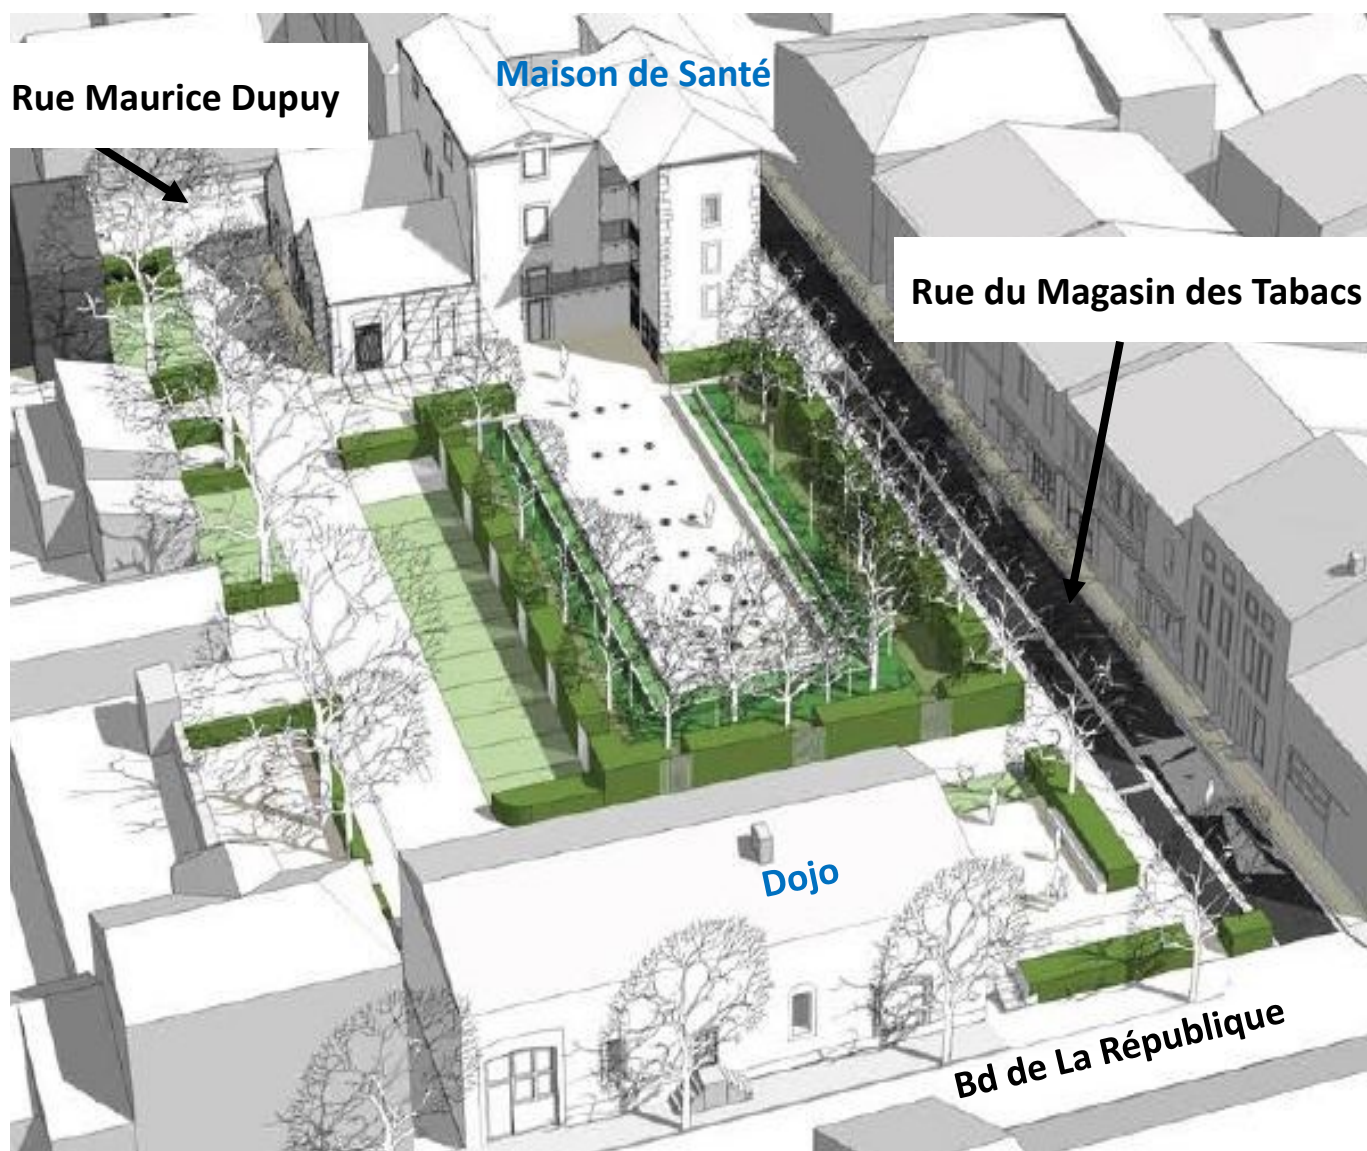 Maison de Santé
Rue Maurice Dupuy
Rue du Magasin des Tabacs
Dojo
Bd de La République